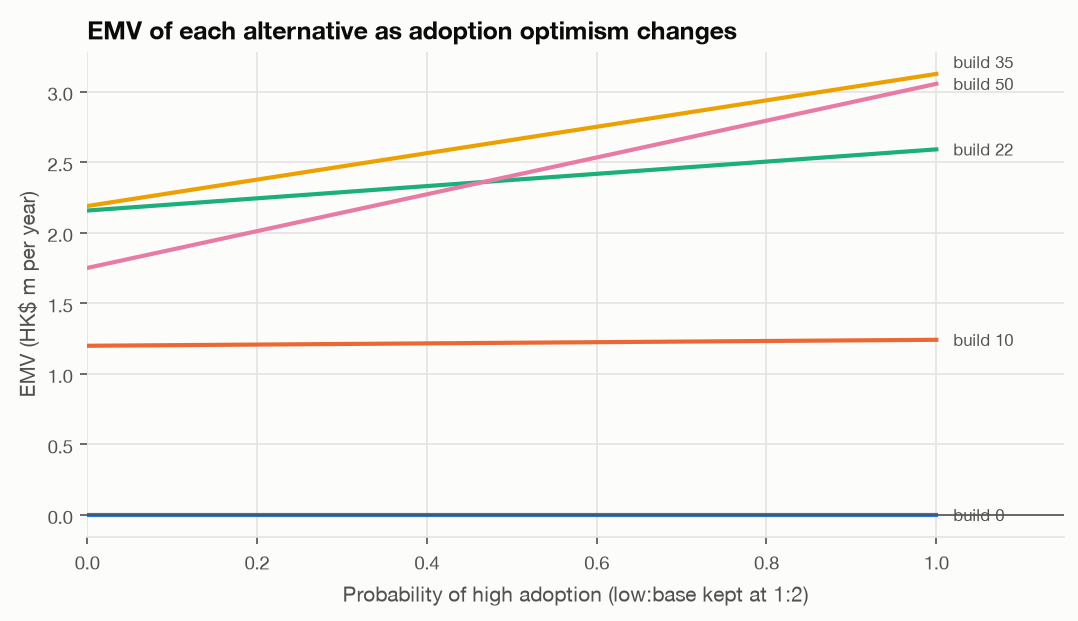 EMV of each alternative as adoption optimism changes
EMV (HK$ m per year)
3.0
2.5
2.0
1.5
1.0
0.5
0.0
build 35
build 50
build 22
build 10
build 0
0.0 0.2 0.4 0.6 0.8 1.0
Probability of high adoption (low:base kept at 1:2)